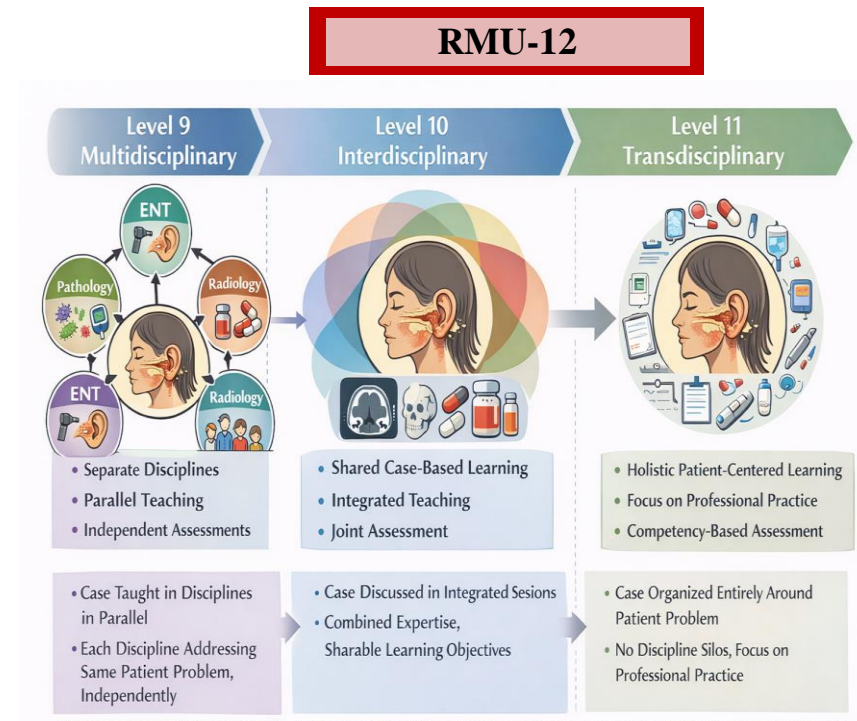 RMU-12
Level 9
Multidisciplinary
Level 10
Interdisciplinary
Level 11
Transdisciplinary
ENT
Pathology
Radiology
ENT
Radiology
• Separate Disciplines
• Parallel Teaching
• Independent Assessments
• Shared Case-Based Learning
• Integrated Teaching
• Joint Assessment
• Holistic Patient-Centered Learning
• Focus on Professional Practice
• Competency-Based Assessment
• Case Taught in Disciplines
in Parallel
• Each Discipline Addressing
Same Patient Problem,
Independently
• Case Discussed in Integrated Sesions
• Combined Expertise,
Sharable Learning Objectives
• Case Organized Entirely Around
Patient Problem
• No Discipline Silos, Focus on
Professional Practice